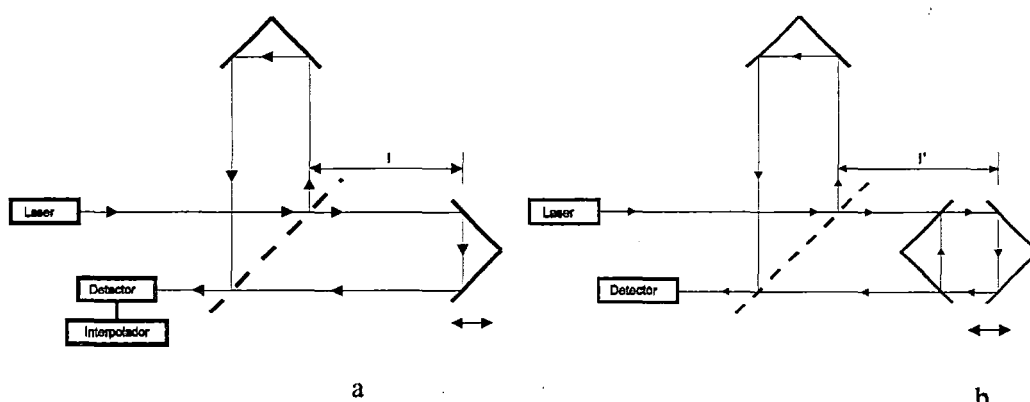 l
l'
Laser
Laser
Detector
Interpolador
Detector
a
b